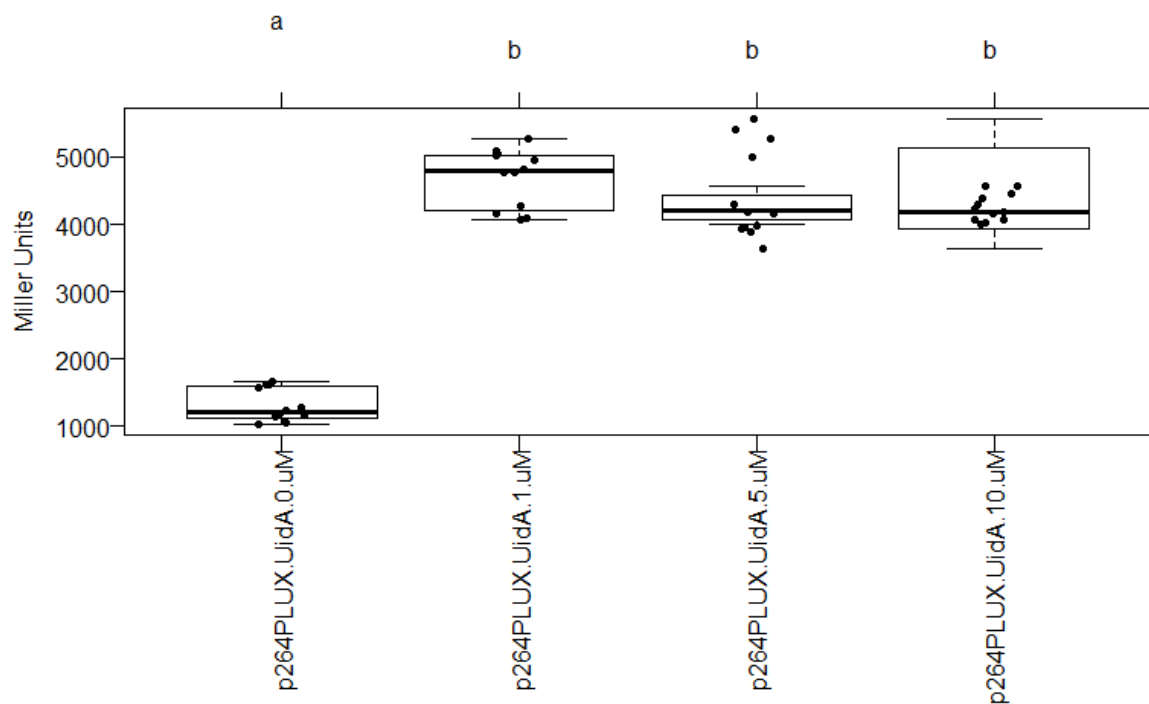 a
b b b
5000
4000
3000
2000
1000
Miller Units
p264PLUX.UidA.0.uM
p264PLUX.UidA.1.uM
p264PLUX.UidA.5.uM
p264PLUX.UidA.10.uM